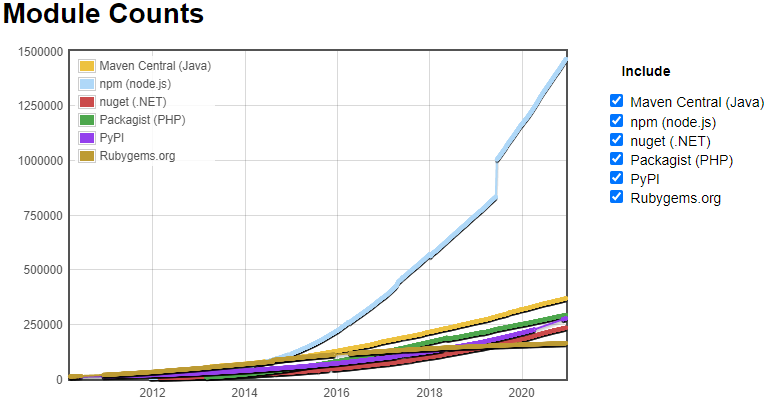 Module Counts
1500000
1250000
1000000
750000
500000
250000
0
Maven Central (Java)
npm (node.js)
nuget (.NET)
Packagist (PHP)
PyPI
Rubygems.org
2012
2014
2016
2018
2020
Include
Maven Central (Java)
npm (node.js)
nuget (.NET)
Packagist (PHP)
PyPI
Rubygems.org